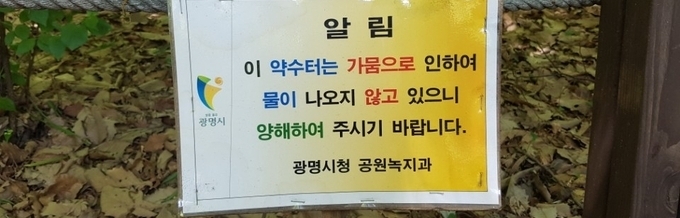 알 림
이 약수터는 가뭄으로 인하여
물이 나오지 않고 있으니
양해하여 주시기 바랍니다.
광명시
광명시청 공원녹지과